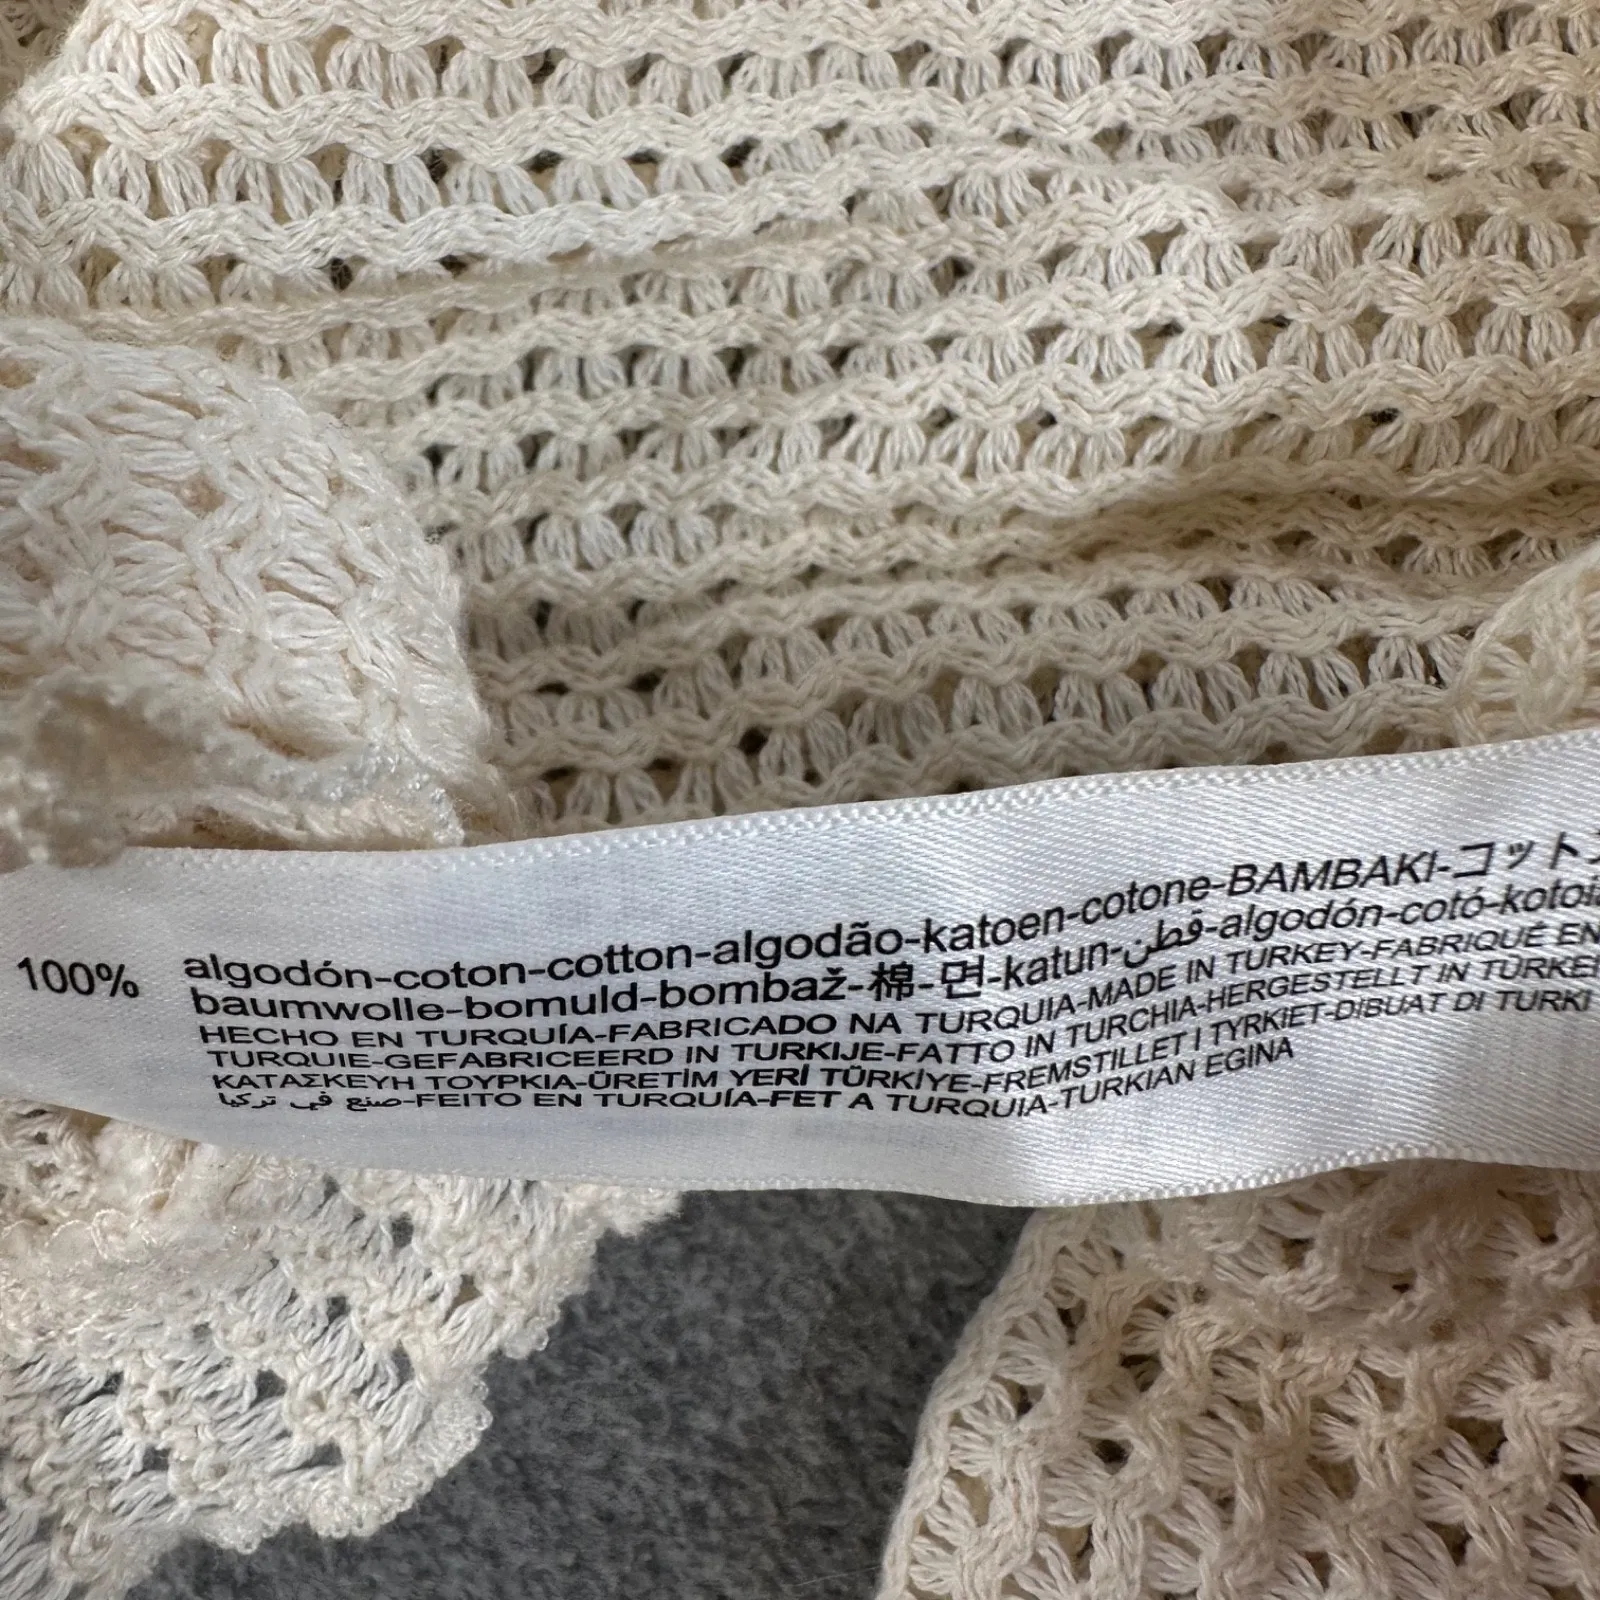 100% algodón-coton-cotton-algodão-katoen-cotone-BAMBAKI-コットン
baumwolle-bomuld-bombaž-棉-면-katun-قطن-algodón-cotó-kotoia
HECHO EN TURQUÍA-FABRICADO NA TURQUIA-MADE IN TURKEY-FABRIQUÉ EN
TURQUIE-GEFABRICEERD IN TURKIJE-FATTO IN TURCHIA-HERGESTELLT IN TÜRKEI
ΚΑΤΑΣΚΕΥΗ ΤΟΥΡΚΙΑ-ÜRETİM YERİ TÜRKİYE-FREMSTILLET I TYRKIET-DIBUAT DI TURKI
صنع في تركيا-FEITO EN TURQUÍA-FET A TURQUIA-TURKIAN EGINA